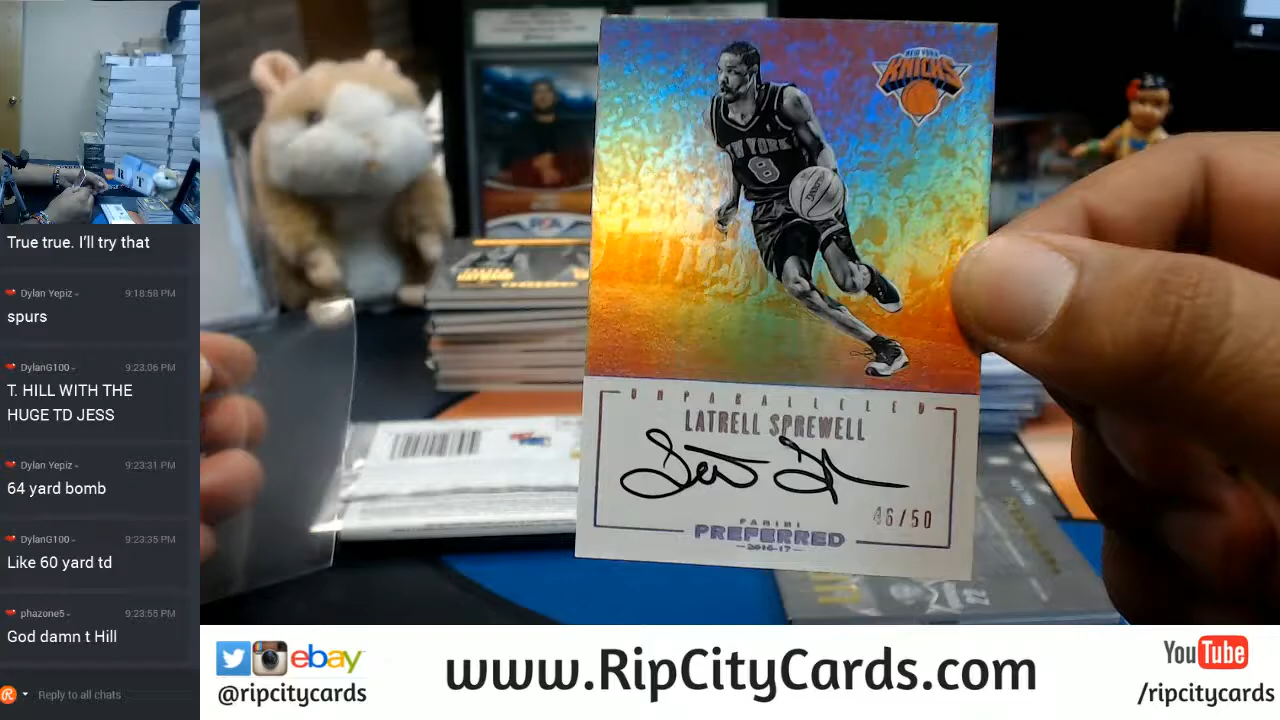 True true. I'll try that
Dylan Yepiz
9:18:58 PM
spurs
DylanG100
9:23:06 PM
T. HILL WITH THE
HUGE TD JESS
Dylan Yepiz
9:23:31 PM
64 yard bomb
DylanG100
9:23:35 PM
Like 60 yard td
phazone5
9:23:55 PM
God damn t Hill
Reply to all chats
NEW YORK
KNICKS
NEW YORK
8
UNPARALLELED
LATRELL SPREWELL
46/50
PANINI
PREFERRED
2016-17
22
ebay
@ripcitycards
www.RipCityCards.com
YouTube
/ripcitycards